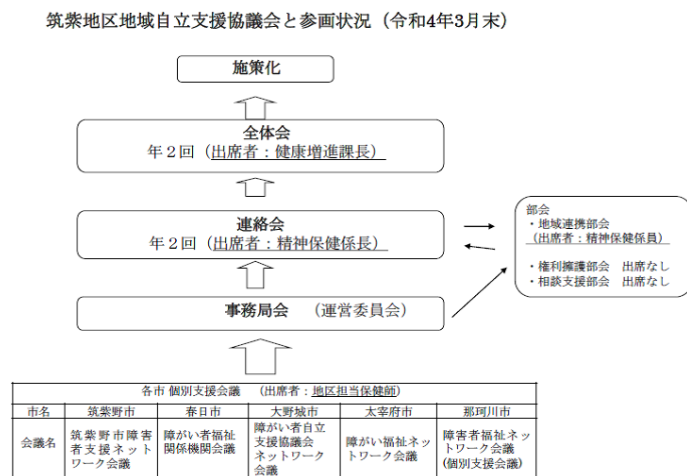 筑紫地区地域自立支援協議会と参画状況（令和4年3月末）
施策化
全体会
年２回（出席者：健康増進課長）
連絡会
年２回（出席者：精神保健係長）
部会
・地域連携部会
(出席者：精神保健係員)
・権利擁護部会　出席なし
・相談支援部会　出席なし
事務局会　（運営委員会）
各市 個別支援会議　（出席者：地区担当保健師）
市名　筑紫野市　春日市　大野城市　太宰府市　那珂川市
会議名
筑紫野市障害
者支援ネット
ワーク会議
障がい者福祉
関係機関会議
障がい者自立
支援協議会
ネットワーク
会議
障がい福祉ネッ
トワーク会議
障害者福祉ネッ
トワーク会議
(個別支援会議)